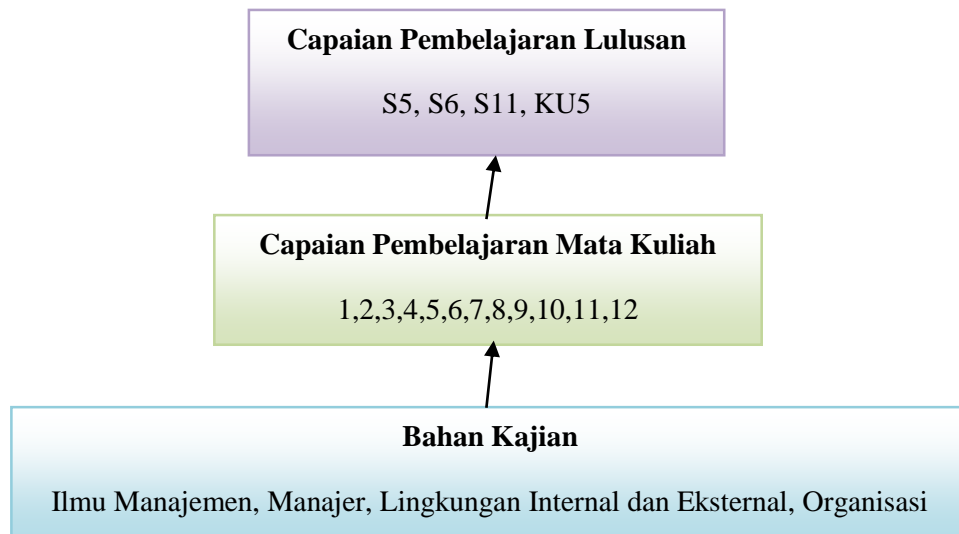 Capaian Pembelajaran Lulusan
S5, S6, S11, KU5
Capaian Pembelajaran Mata Kuliah
1,2,3,4,5,6,7,8,9,10,11,12
Bahan Kajian
Ilmu Manajemen, Manajer, Lingkungan Internal dan Eksternal, Organisasi